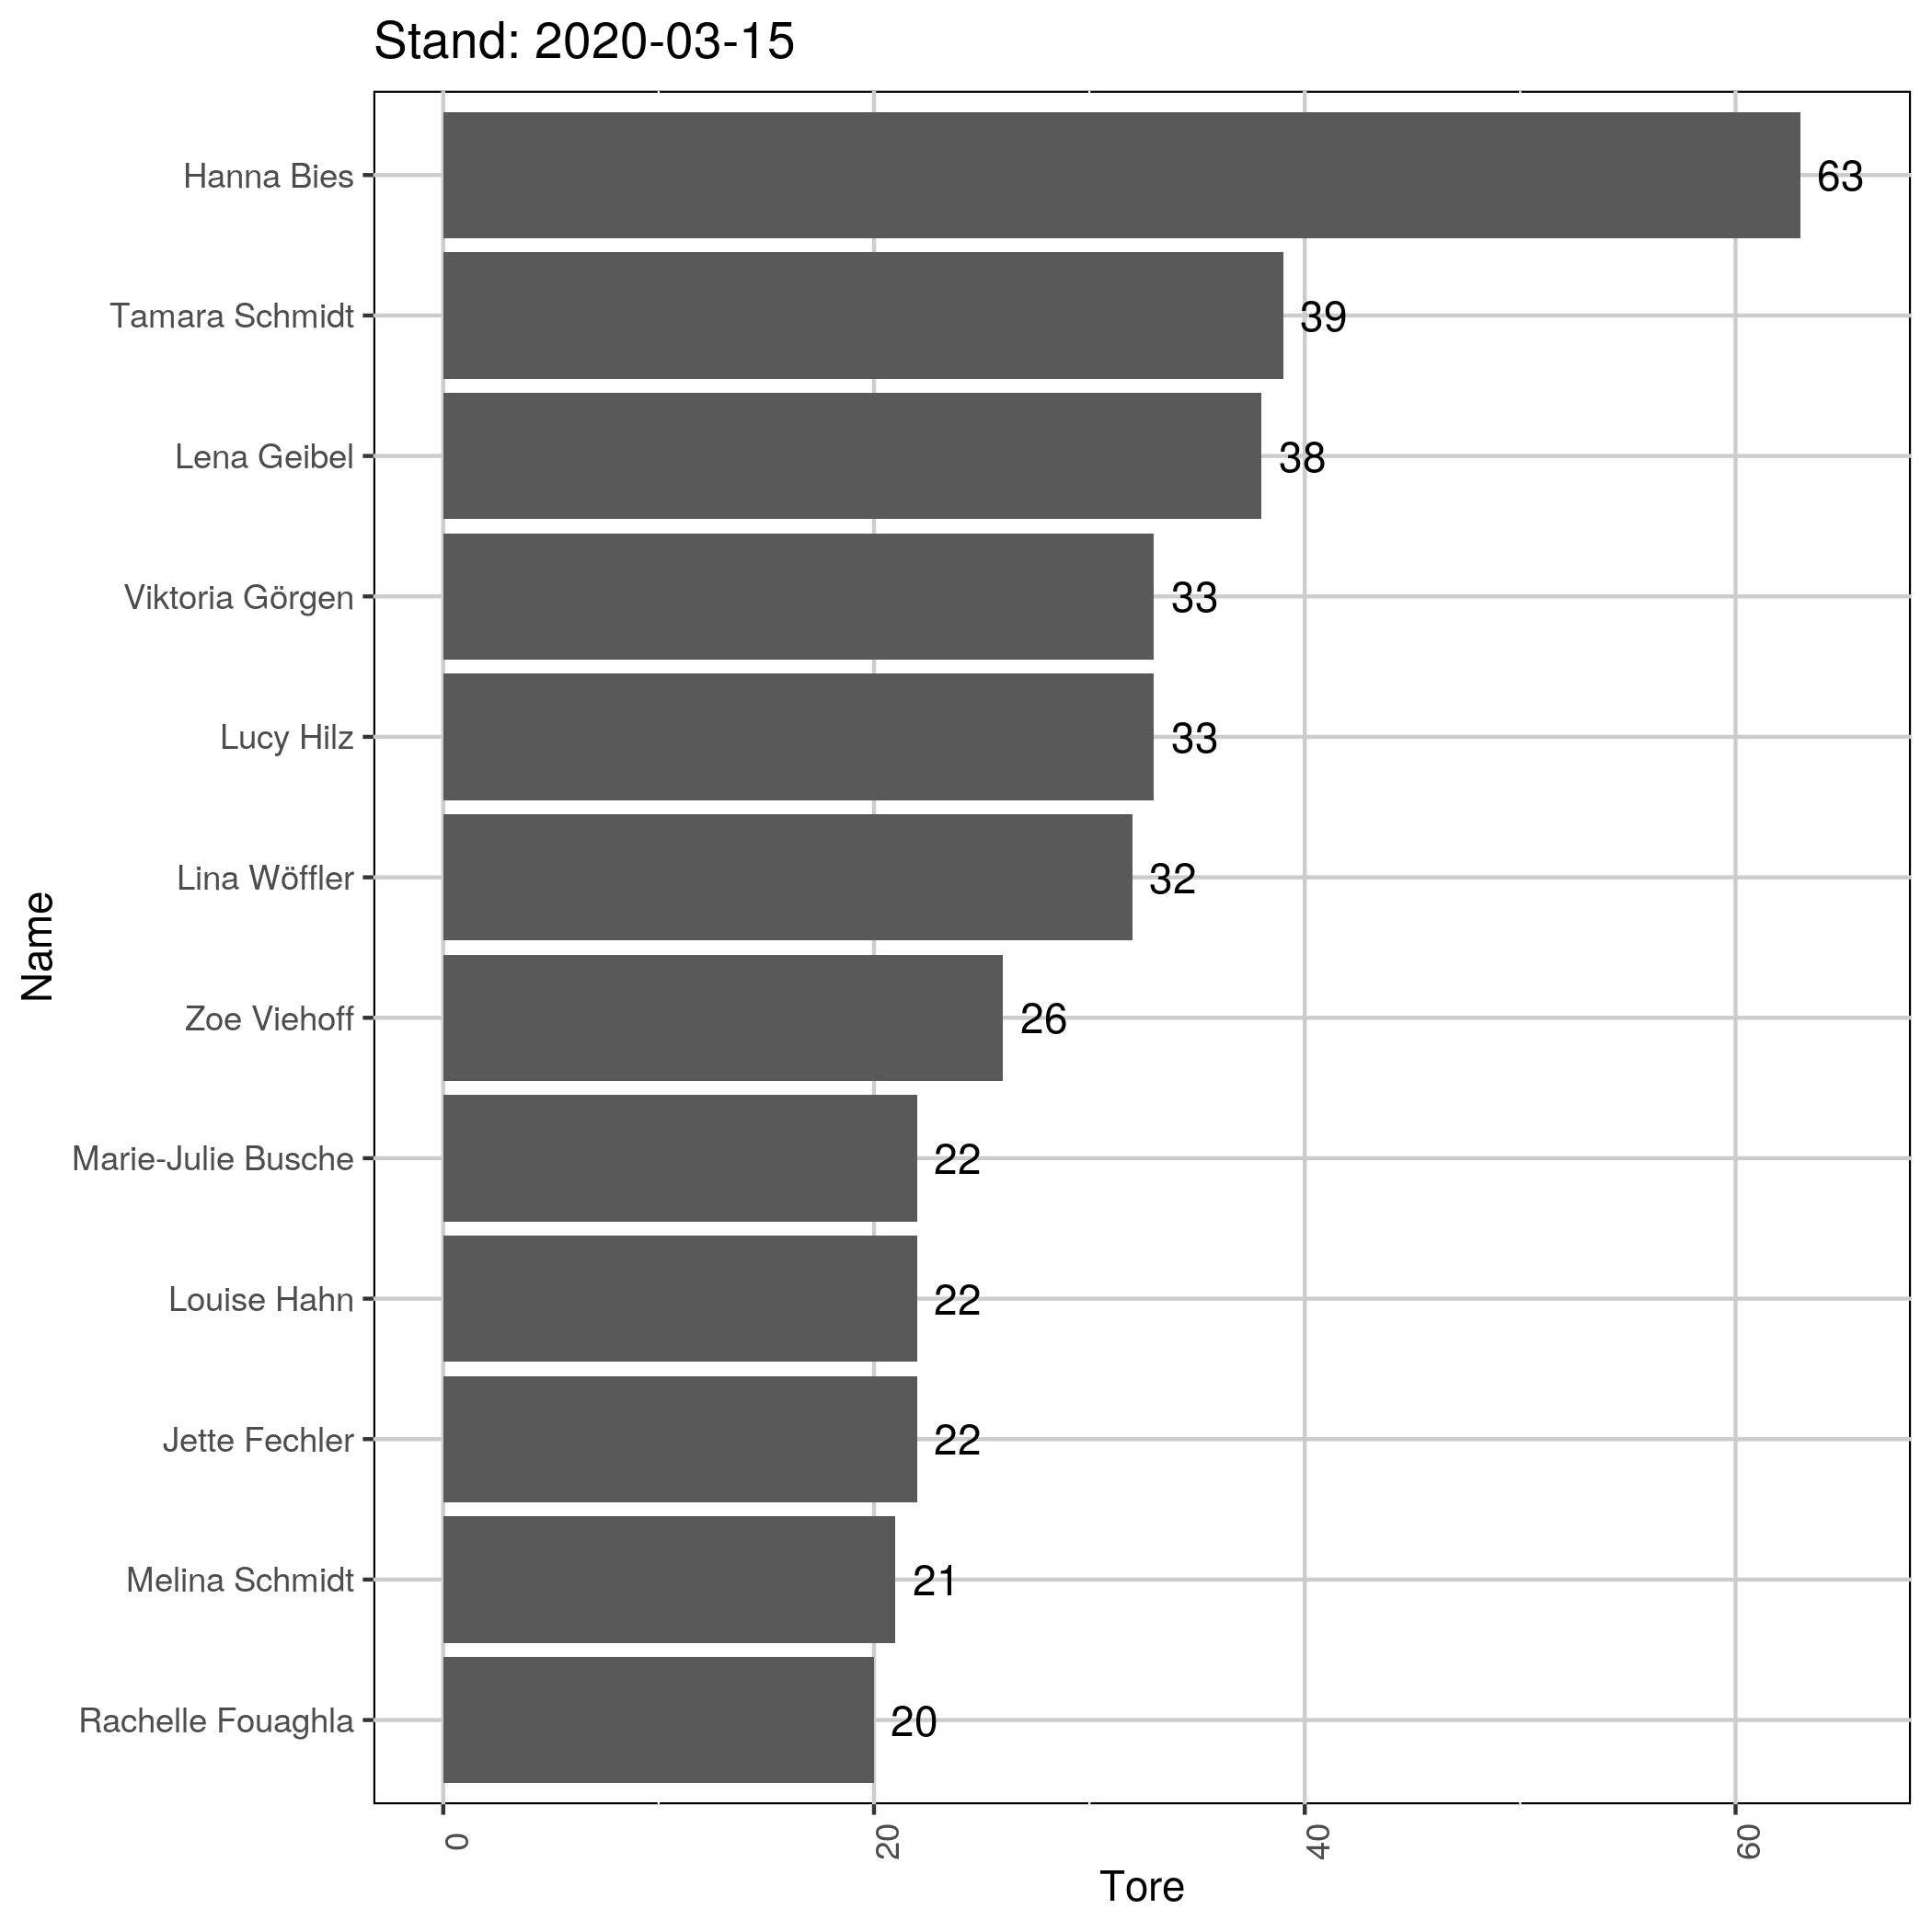 Stand: 2020-03-15
Name
Hanna Bies 63
Tamara Schmidt 39
Lena Geibel 38
Viktoria Görgen 33
Lucy Hilz 33
Lina Wöffler 32
Zoe Viehoff 26
Marie-Julie Busche 22
Louise Hahn 22
Jette Fechler 22
Melina Schmidt 21
Rachelle Fouaghla 20
0 20 40 60
Tore